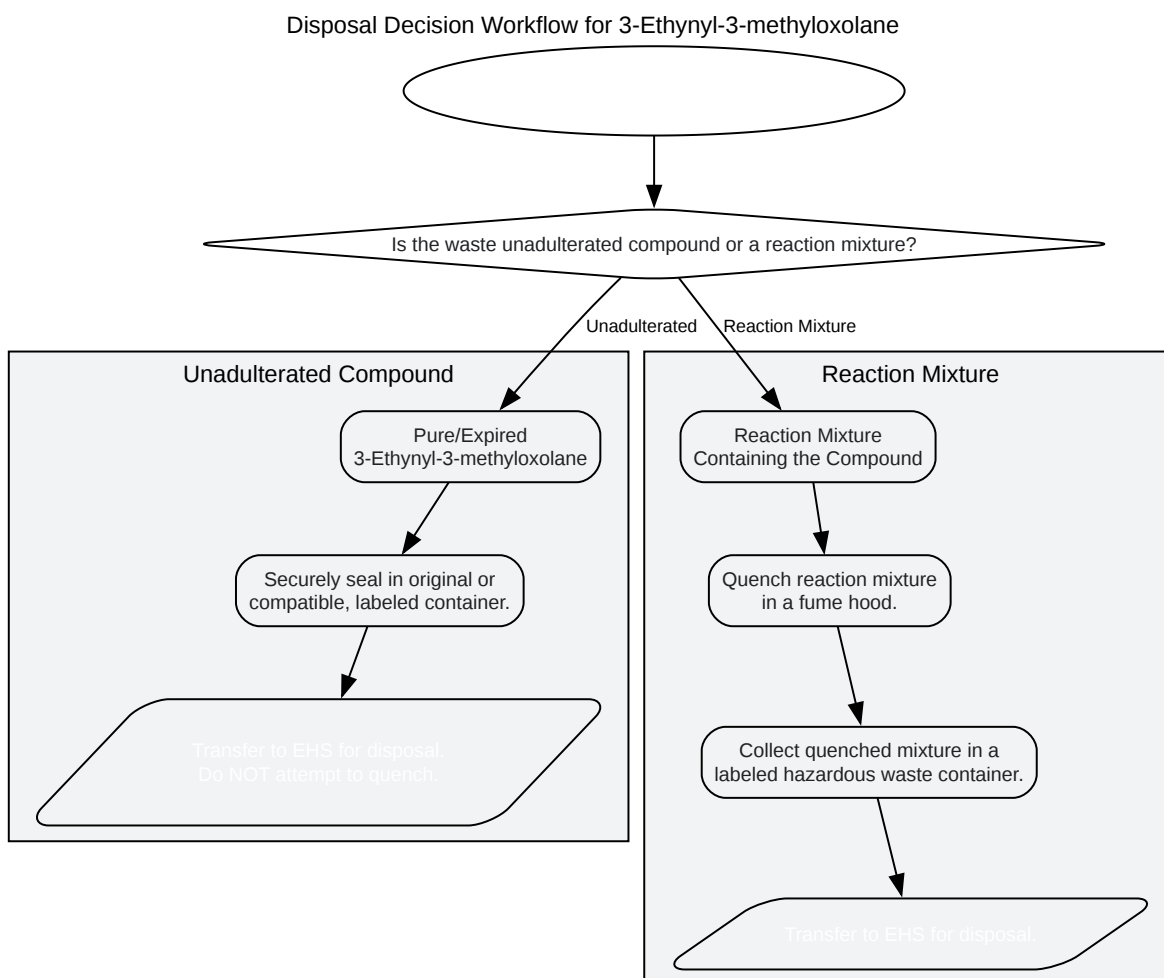 Disposal Decision Workflow for 3-Ethynyl-3-methyloxolane
Is the waste unadulterated compound or a reaction mixture?
Unadulterated
Reaction Mixture
Unadulterated Compound
Pure/Expired
3-Ethynyl-3-methyloxolane
Securely seal in original or
compatible, labeled container.
Transfer to EHS for disposal.
Do NOT attempt to quench.
Reaction Mixture
Reaction Mixture
Containing the Compound
Quench reaction mixture
in a fume hood.
Collect quenched mixture in a
labeled hazardous waste container.
Transfer to EHS for disposal.